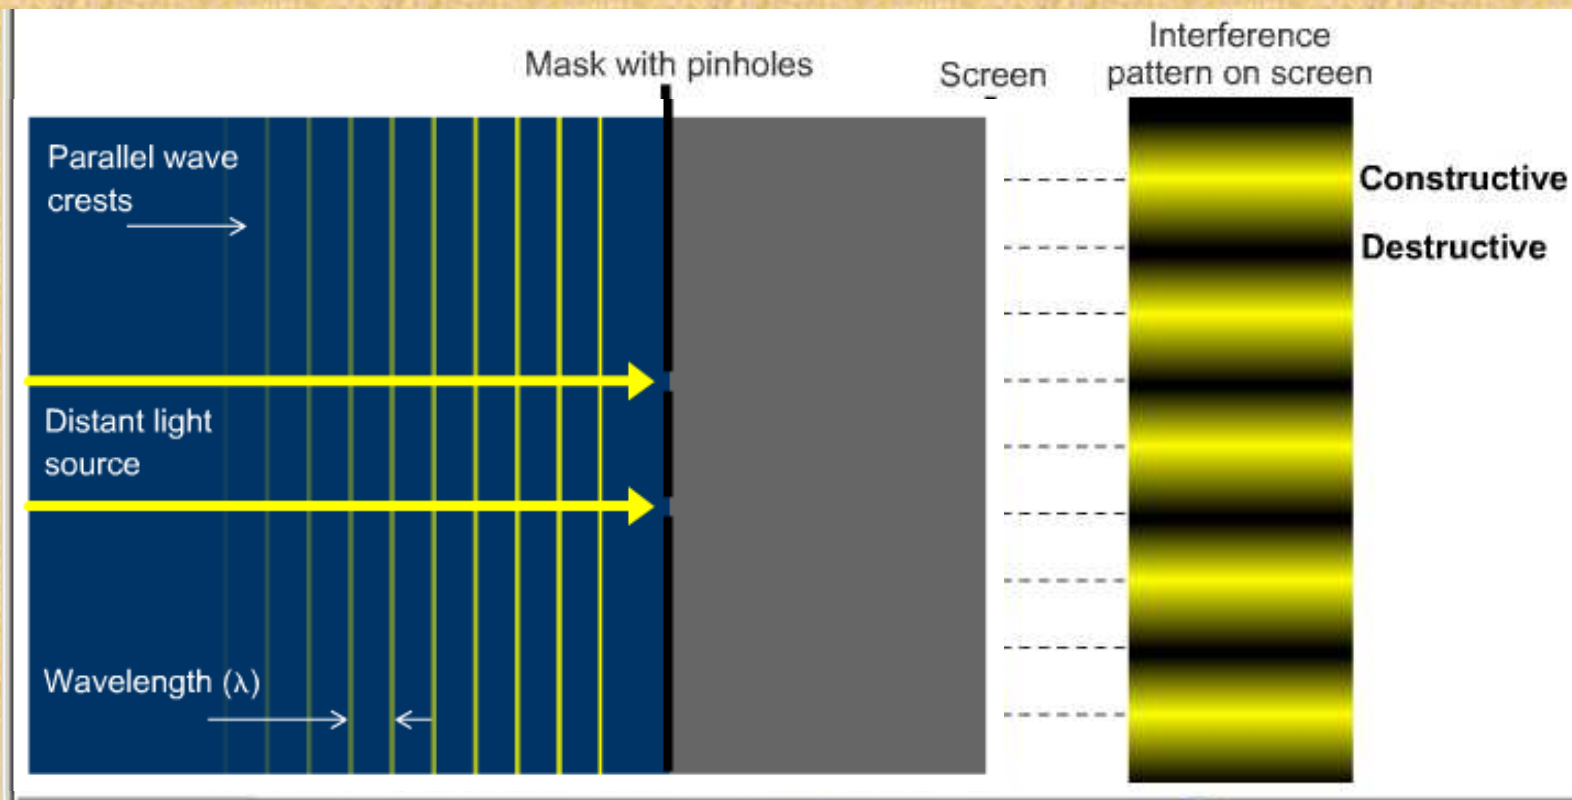 Mask with pinholes
Screen
Interference
pattern on screen
Parallel wave
crests
Constructive
Destructive
Distant light
source
Wavelength (λ)